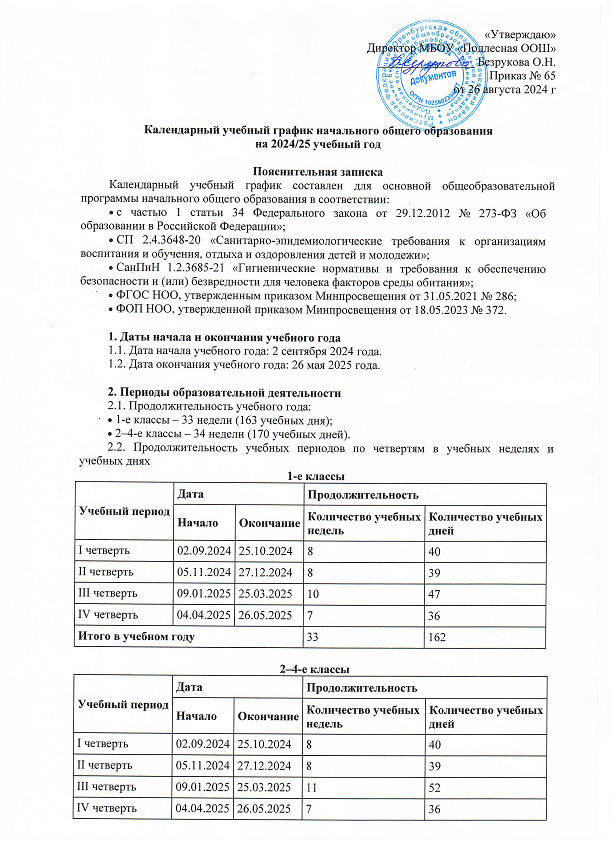 «Утверждаю»
Директор МБОУ «Подлесная ООШ»
Безрукова О.Н.
Приказ № 65
от 26 августа 2024 г
документов
Календарный учебный график начального общего образования
на 2024/25 учебный год
Пояснительная записка
Календарный учебный график составлен для основной общеобразовательной
программы начального общего образования в соответствии:
• с частью 1 статьи 34 Федерального закона от 29.12.2012 № 273-ФЗ «Об
образовании в Российской Федерации»;
• СП 2.4.3648-20 «Санитарно-эпидемиологические требования к организациям
воспитания и обучения, отдыха и оздоровления детей и молодежи»;
• СанПиН 1.2.3685-21 «Гигиенические нормативы и требования к обеспечению
безопасности и (или) безвредности для человека факторов среды обитания»;
• ФГОС НОО, утвержденным приказом Минпросвещения от 31.05.2021 № 286;
• ФОП НОО, утвержденной приказом Минпросвещения от 18.05.2023 № 372.
1. Даты начала и окончания учебного года
1.1. Дата начала учебного года: 2 сентября 2024 года.
1.2. Дата окончания учебного года: 26 мая 2025 года.
2. Периоды образовательной деятельности
2.1. Продолжительность учебного года:
• 1-е классы – 33 недели (163 учебных дня);
• 2–4-е классы – 34 недели (170 учебных дней).
2.2. Продолжительность учебных периодов по четвертям в учебных неделях и
учебных днях
1-е классы
Учебный период Дата Продолжительность
Начало Окончание Количество учебных недель Количество учебных дней
I четверть 02.09.2024 25.10.2024 8 40
II четверть 05.11.2024 27.12.2024 8 39
III четверть 09.01.2025 25.03.2025 10 47
IV четверть 04.04.2025 26.05.2025 7 36
Итого в учебном году 33 162
2–4-е классы
Учебный период Дата Продолжительность
Начало Окончание Количество учебных недель Количество учебных дней
I четверть 02.09.2024 25.10.2024 8 40
II четверть 05.11.2024 27.12.2024 8 39
III четверть 09.01.2025 25.03.2025 11 52
IV четверть 04.04.2025 26.05.2025 7 36